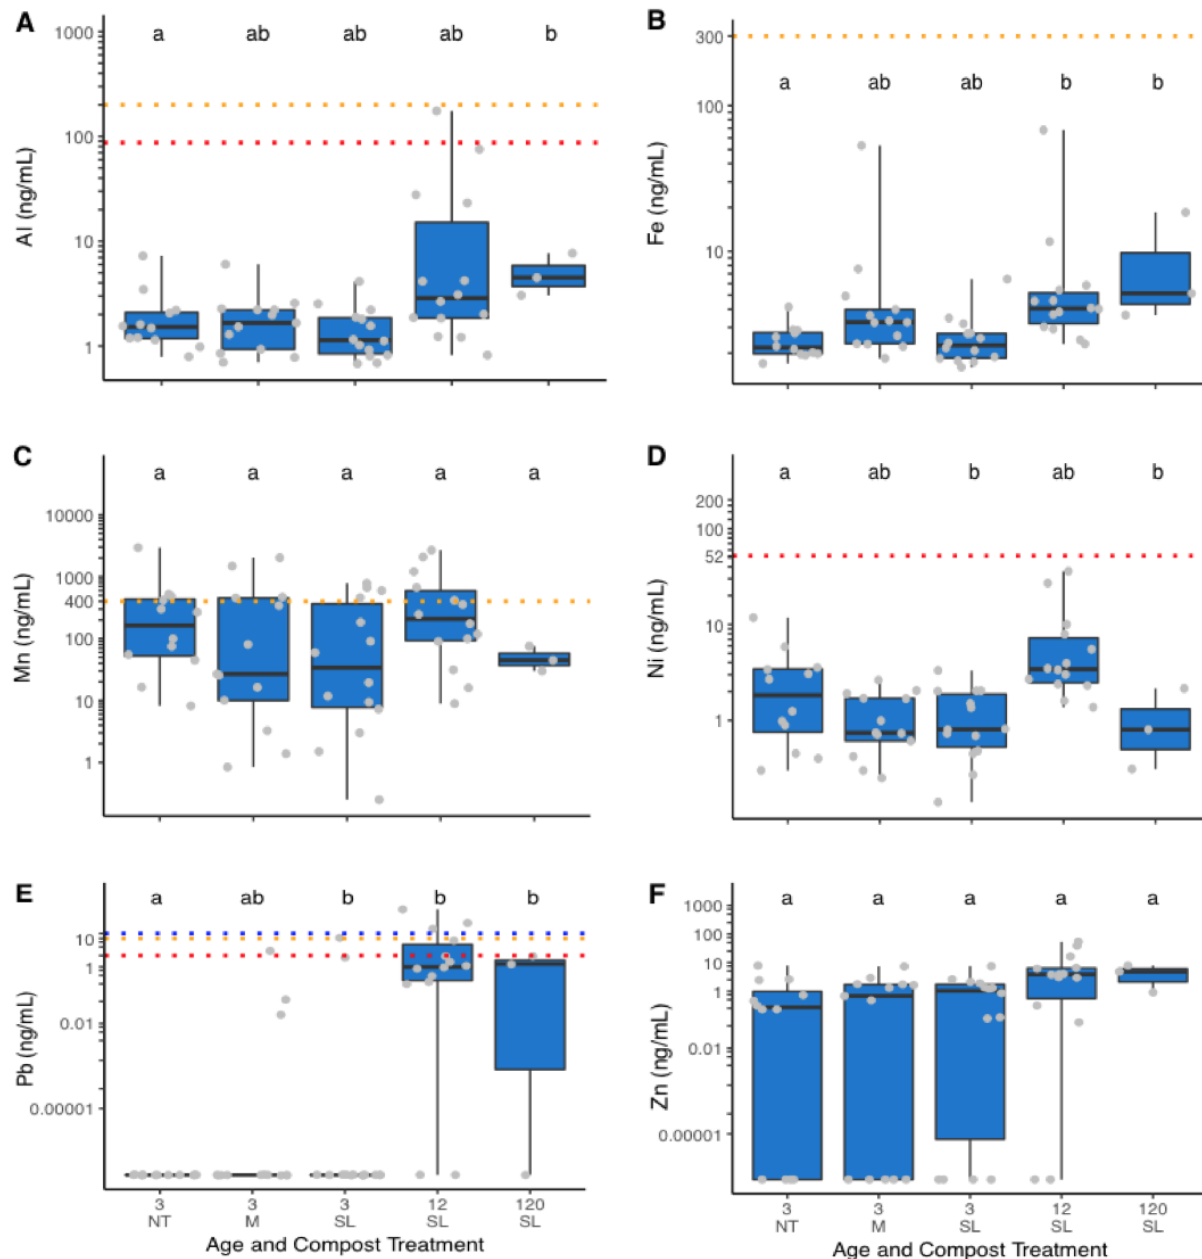 A
a ab ab ab b
1000
100
10
1
Al (ng/mL)
B
300
a ab ab b b
100
10
Fe (ng/mL)
C
a a a a a
10000
1000
400
100
10
1
Mn (ng/mL)
D
a ab b ab b
200
100
52
10
1
Ni (ng/mL)
E
a ab b b b
10
1
0.01
0.00001
Pb (ng/mL)
3 3 3 12 120
NT M SL SL SL
Age and Compost Treatment
F
a a a a a
1000
100
10
1
0.01
0.00001
Zn (ng/mL)
3 3 3 12 120
NT M SL SL SL
Age and Compost Treatment